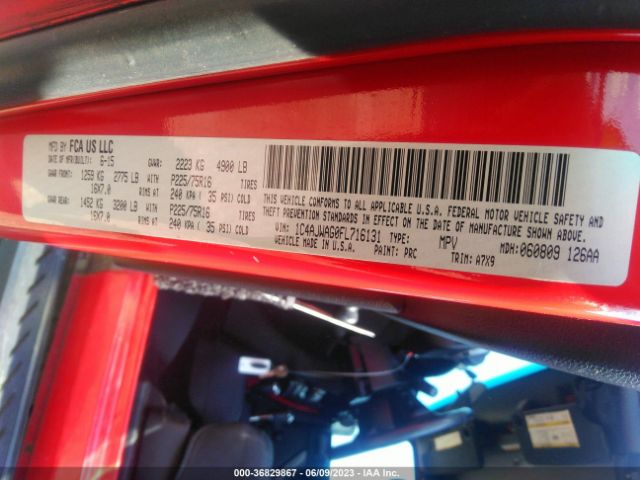 MFD BY FCA US LLC
DATE OF MFR(BUILT): 6-15 GVWR: 2223 KG 4900 LB
GAWR FRONT: 1259 KG 2775 LB WITH P225/75R16 TIRES
16X7.0 RIMS AT 240 KPA ( 35 PSI) COLD
GAWR REAR: 1452 KG 3200 LB WITH P225/75R16 TIRES
16X7.0 RIMS AT 240 KPA ( 35 PSI) COLD
THIS VEHICLE CONFORMS TO ALL APPLICABLE U.S.A. FEDERAL MOTOR VEHICLE SAFETY AND
THEFT PREVENTION STANDARDS IN EFFECT ON THE DATE OF MANUFACTURE SHOWN ABOVE.
VIN: 1C4AJWAG0FL716131 TYPE: MPV MDH: 060809 126AA
VEHICLE MADE IN U.S.A. PAINT: PRC TRIM: A7X9
000-36829867 - 06/09/2023 - IAA Inc.